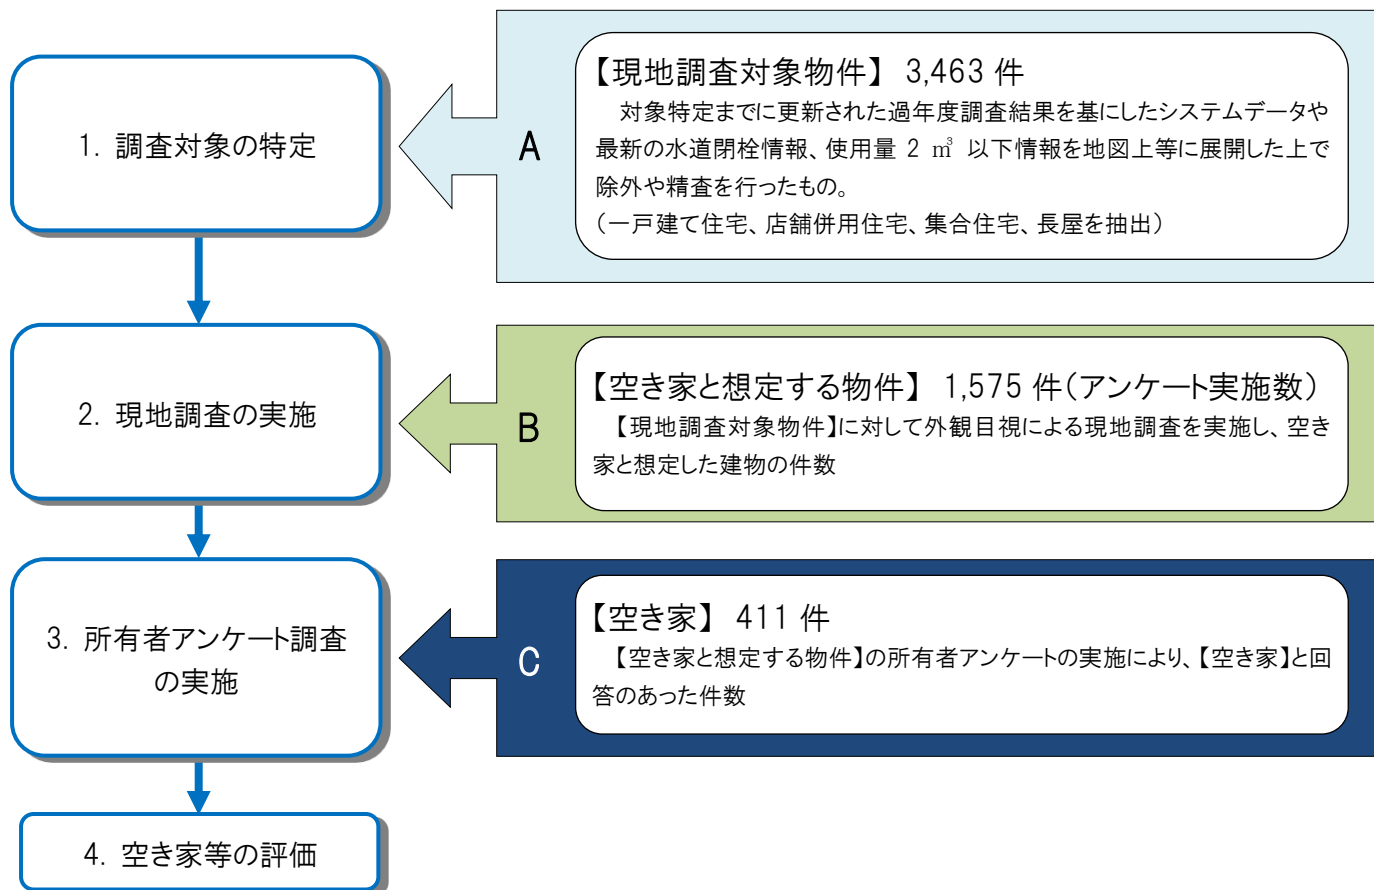 1. 調査対象の特定
A
【現地調査対象物件】 3,463 件
対象特定までに更新された過年度調査結果を基にしたシステムデータや
最新の水道閉栓情報、使用量 2 ㎥ 以下情報を地図上等に展開した上で
除外や精査を行ったもの。
(一戸建て住宅、店舗併用住宅、集合住宅、長屋を抽出)
2. 現地調査の実施
B
【空き家と想定する物件】 1,575 件(アンケート実施数)
【現地調査対象物件】に対して外観目視による現地調査を実施し、空き
家と想定した建物の件数
3. 所有者アンケート調査
の実施
C
【空き家】 411 件
【空き家と想定する物件】の所有者アンケートの実施により、【空き家】と回
答のあった件数
4. 空き家等の評価